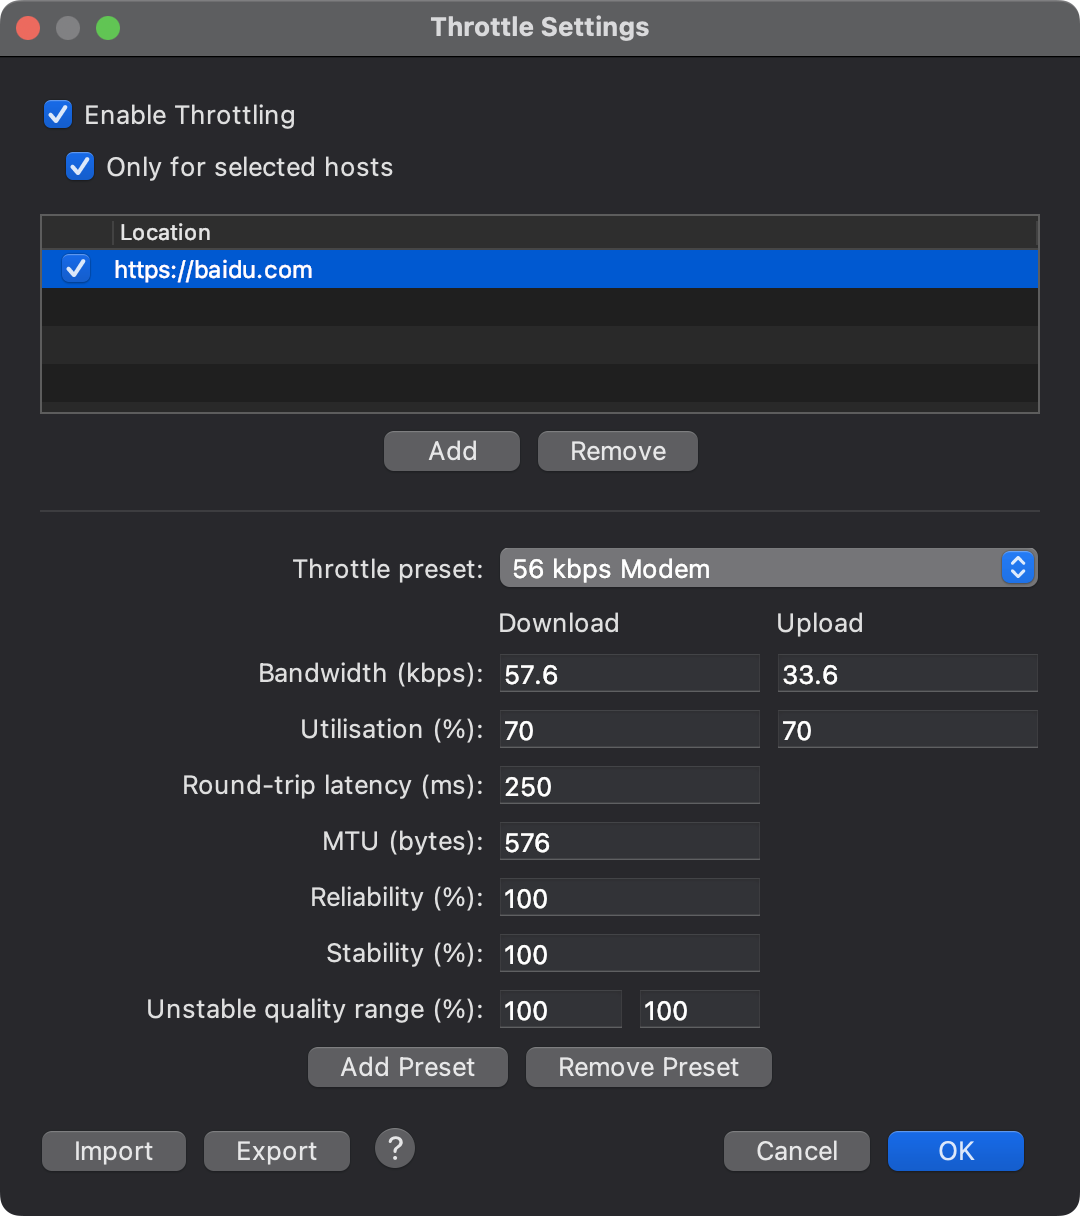 Throttle Settings
Enable Throttling
Only for selected hosts
Location
https://baidu.com
Add Remove
Throttle preset: 56 kbps Modem
Download Upload
Bandwidth (kbps): 57.6 33.6
Utilisation (%): 70 70
Round-trip latency (ms): 250
MTU (bytes): 576
Reliability (%): 100
Stability (%): 100
Unstable quality range (%): 100 100
Add Preset Remove Preset
Import Export ? Cancel OK